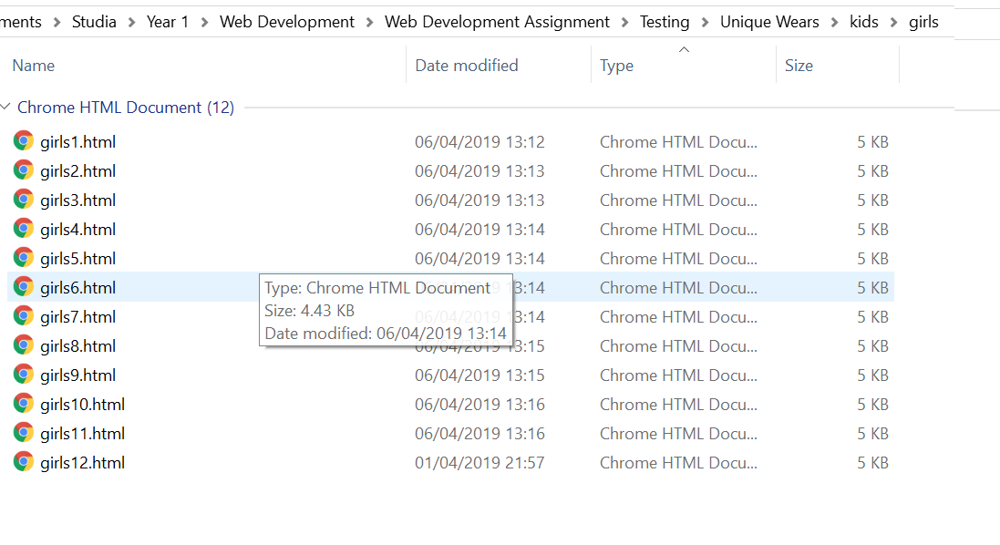 ments > Studia > Year 1 > Web Development > Web Development Assignment > Testing > Unique Wears > kids > girls
Name Date modified Type Size
Chrome HTML Document (12)
girls1.html 06/04/2019 13:12 Chrome HTML Docu... 5 KB
girls2.html 06/04/2019 13:13 Chrome HTML Docu... 5 KB
girls3.html 06/04/2019 13:13 Chrome HTML Docu... 5 KB
girls4.html 06/04/2019 13:14 Chrome HTML Docu... 5 KB
girls5.html 06/04/2019 13:14 Chrome HTML Docu... 5 KB
girls6.html 13:14 Chrome HTML Docu... 5 KB
Type: Chrome HTML Document
Size: 4.43 KB
Date modified: 06/04/2019 13:14
girls7.html 06/04/2019 13:14 Chrome HTML Docu... 5 KB
girls8.html 06/04/2019 13:15 Chrome HTML Docu... 5 KB
girls9.html 06/04/2019 13:15 Chrome HTML Docu... 5 KB
girls10.html 06/04/2019 13:16 Chrome HTML Docu... 5 KB
girls11.html 06/04/2019 13:16 Chrome HTML Docu... 5 KB
girls12.html 01/04/2019 21:57 Chrome HTML Docu... 5 KB